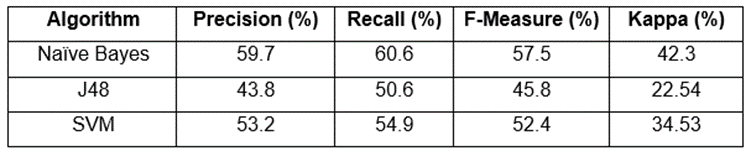 Algorithm Precision (%) Recall (%) F-Measure (%) Kappa (%)
Naïve Bayes 59.7 60.6 57.5 42.3
J48 43.8 50.6 45.8 22.54
SVM 53.2 54.9 52.4 34.53